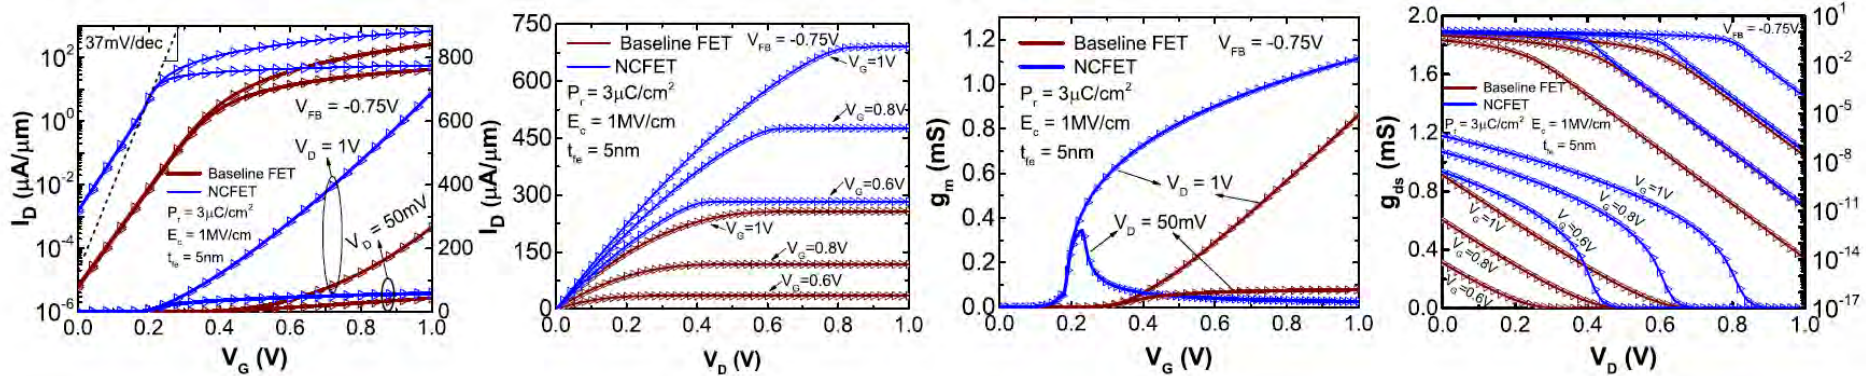 37mV/dec
V_FB = -0.75V
V_D = 1V
Baseline FET
NCFET
P_r = 3μC/cm²
E_c = 1MV/cm
t_fe = 5nm
V_D = 50mV
10² 10⁰ 10⁻² 10⁻⁴ 10⁻⁶
800 600 400 200 0
0.0 0.2 0.4 0.6 0.8 1.0
I_D (μA/μm)
I_D (μA/μm)
V_G (V)
750 600 450 300 150 0
Baseline FET
NCFET
V_FB = -0.75V
P_r = 3μC/cm²
E_c = 1MV/cm
t_fe = 5nm
V_G=1V
V_G=0.8V
V_G=0.6V
V_G=1V
V_G=0.8V
V_G=0.6V
0.0 0.2 0.4 0.6 0.8 1.0
V_D (V)
1.2 1.0 0.8 0.6 0.4 0.2 0.0
g_m (mS)
Baseline FET
NCFET
V_FB = -0.75V
P_r = 3μC/cm²
E_c = 1MV/cm
t_fe = 5nm
V_D = 1V
V_D = 50mV
0.0 0.2 0.4 0.6 0.8 1.0
V_G (V)
2.0 1.6 1.2 0.8 0.4 0.0
g_ds (mS)
V_FB = -0.75V
Baseline FET
NCFET
P_r = 3μC/cm² E_c = 1MV/cm
t_fe = 5nm
V_G=1V
V_G=0.8V
V_G=0.6V
V_G=1V
V_G=0.8V
V_G=0.6V
10¹ 10⁻² 10⁻⁵ 10⁻⁸ 10⁻¹¹ 10⁻¹⁴ 10⁻¹⁷
0.0 0.2 0.4 0.6 0.8 1.0
V_D (V)